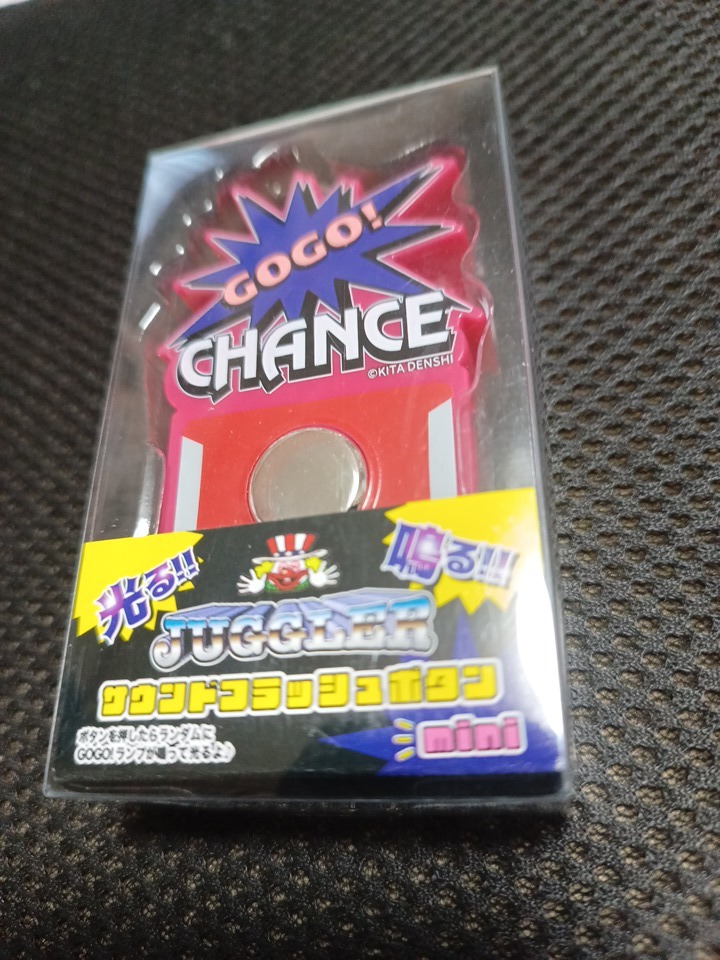 GOGO!
CHANCE
©KITA DENSHI
光る!!
鳴る!!
JUGGLER
サウンドフラッシュボタン
mini
ボタンを押したらランダムに
GOGO!ランプが鳴って光るよ♪